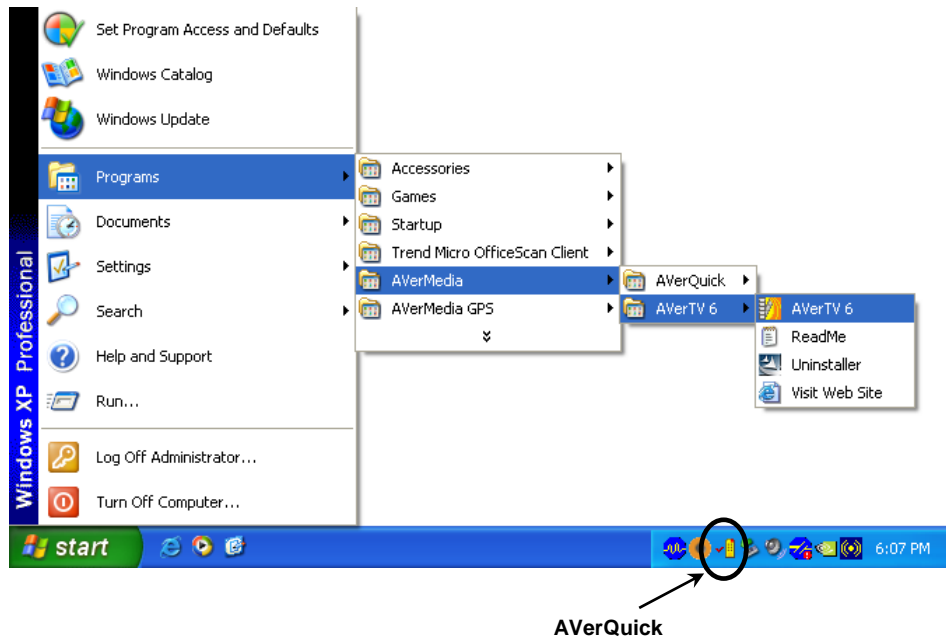 Set Program Access and Defaults
Windows Catalog
Windows Update
Programs
Documents
Settings
Search
Help and Support
Run...
Log Off Administrator...
Turn Off Computer...
Windows XP Professional
Accessories
Games
Startup
Trend Micro OfficeScan Client
AVerMedia
AVerMedia GPS
AVerQuick
AVerTV 6
AVerTV 6
ReadMe
Uninstaller
Visit Web Site
start
6:07 PM
AVerQuick